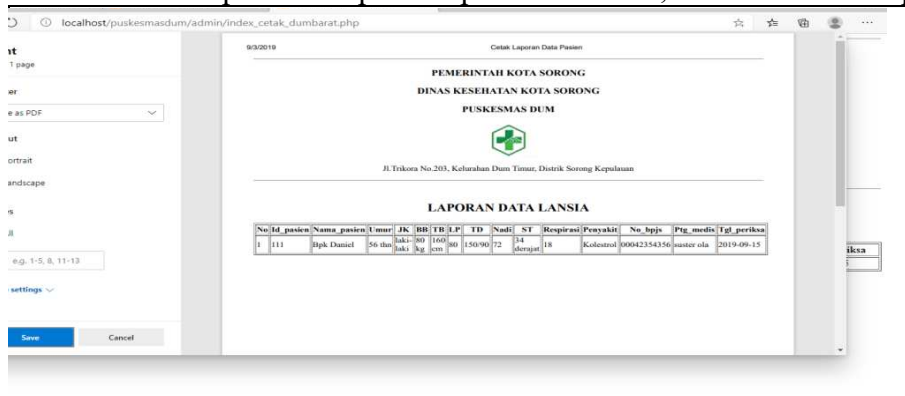 localhost/puskesmasdum/admin/index_cetak_dumbarat.php
1 page
e as PDF
ortrait
andscape
e.g. 1-5, 8, 11-13
settings
Save Cancel
9/3/2019 Cetak Laporan Data Pasien
PEMERINTAH KOTA SORONG
DINAS KESEHATAN KOTA SORONG
PUSKESMAS DUM
Jl.Trikora No.203, Kelurahan Dum Timur, Distrik Sorong Kepulauan
LAPORAN DATA LANSIA
No Id_pasien Nama_pasien Umur JK BB TB LP TD Nadi ST Respirasi Penyakit No_bpjs Ptg_medis Tgl_periksa
1 111 Bpk Daniel 56 thn laki-laki 80 kg 160 cm 80 150/90 72 34 derajat 18 Kolestrol 00042354356 suster ola 2019-09-15
iksa